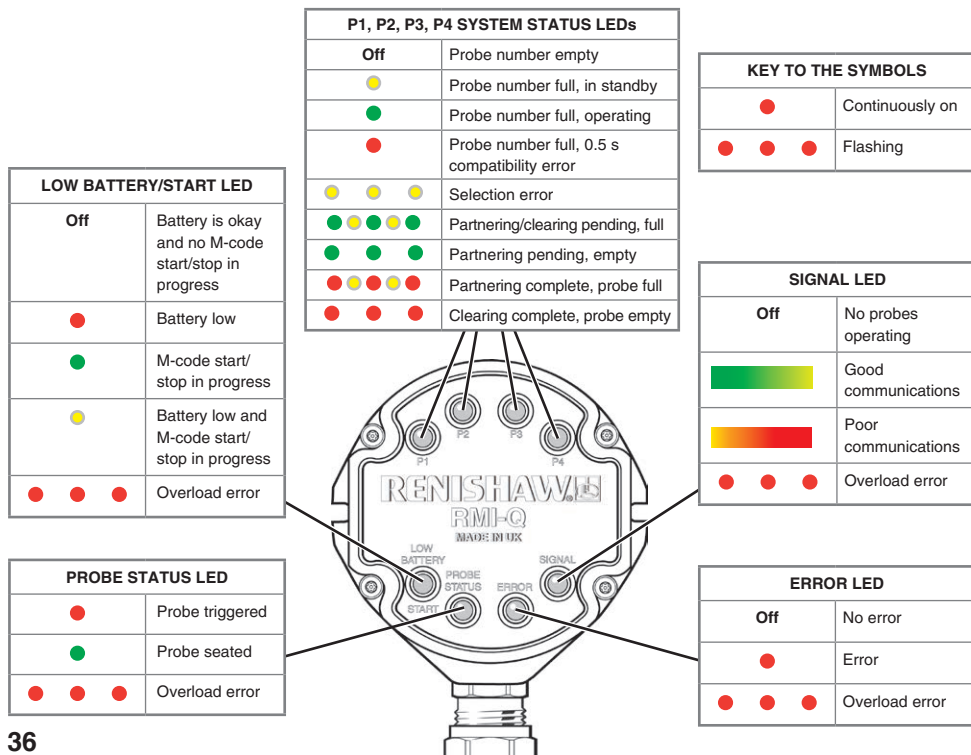 P1, P2, P3, P4 SYSTEM STATUS LEDs
Off Probe number empty
Probe number full, in standby
Probe number full, operating
Probe number full, 0.5 s
compatibility error
Selection error
Partnering/clearing pending, full
Partnering pending, empty
Partnering complete, probe full
Clearing complete, probe empty
KEY TO THE SYMBOLS
Continuously on
Flashing
LOW BATTERY/START LED
Off Battery is okay
and no M-code
start/stop in
progress
Battery low
M-code start/
stop in progress
Battery low and
M-code start/
stop in progress
Overload error
SIGNAL LED
Off No probes
operating
Good
communications
Poor
communications
Overload error
P1
P2
P3
P4
RENISHAW
RMI-Q
MADE IN UK
LOW
BATTERY
START
PROBE
STATUS
ERROR
SIGNAL
PROBE STATUS LED
Probe triggered
Probe seated
Overload error
ERROR LED
Off No error
Error
Overload error
36